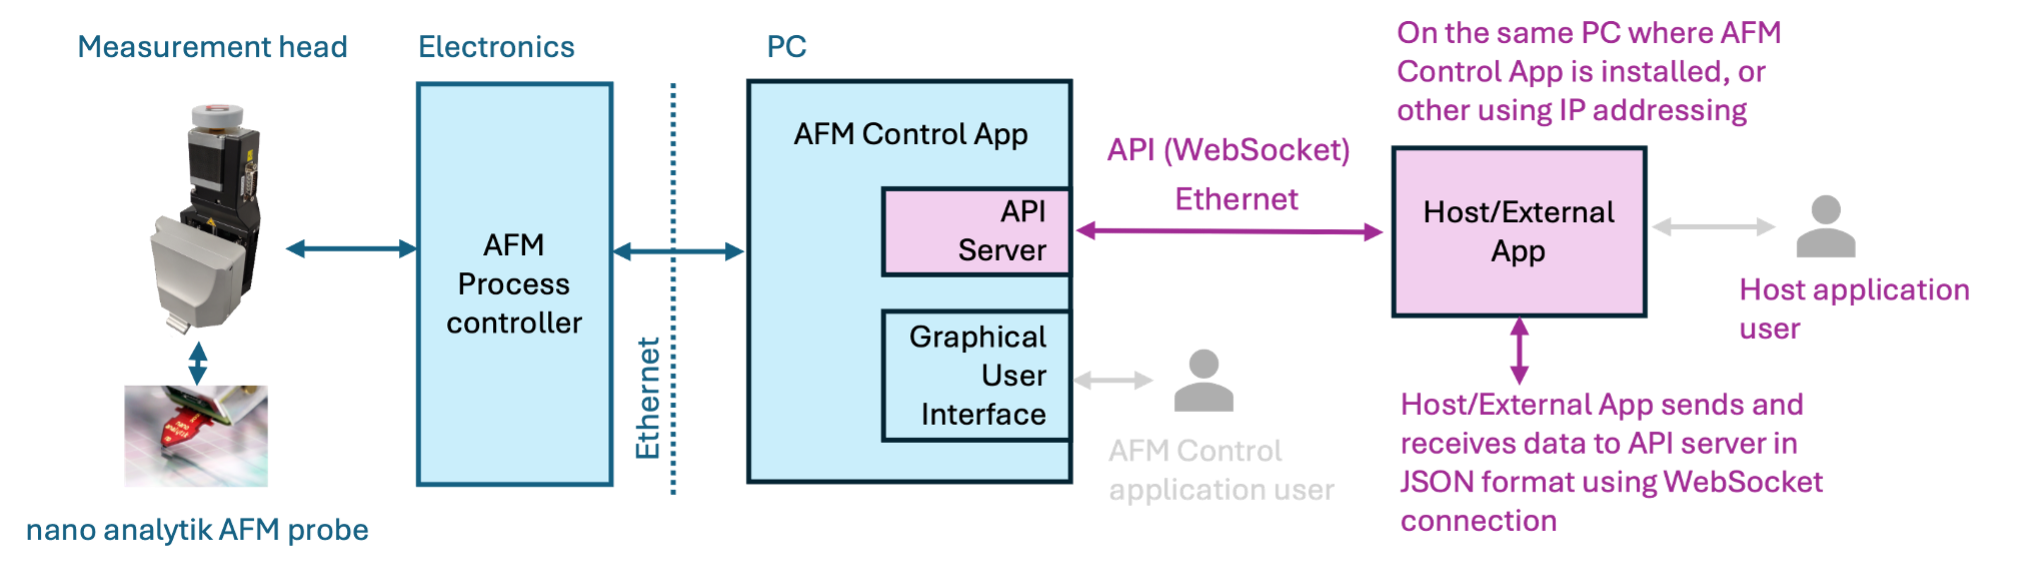 Measurement head
Electronics
PC
On the same PC where AFM
Control App is installed, or
other using IP addressing
AFM Control App
API (WebSocket)
Ethernet
API
Server
Host/External
App
AFM
Process
controller
Ethernet
Graphical
User
Interface
Host application
user
AFM Control
application user
Host/External App sends and
receives data to API server in
JSON format using WebSocket
connection
nano
analytik
nano analytik AFM probe